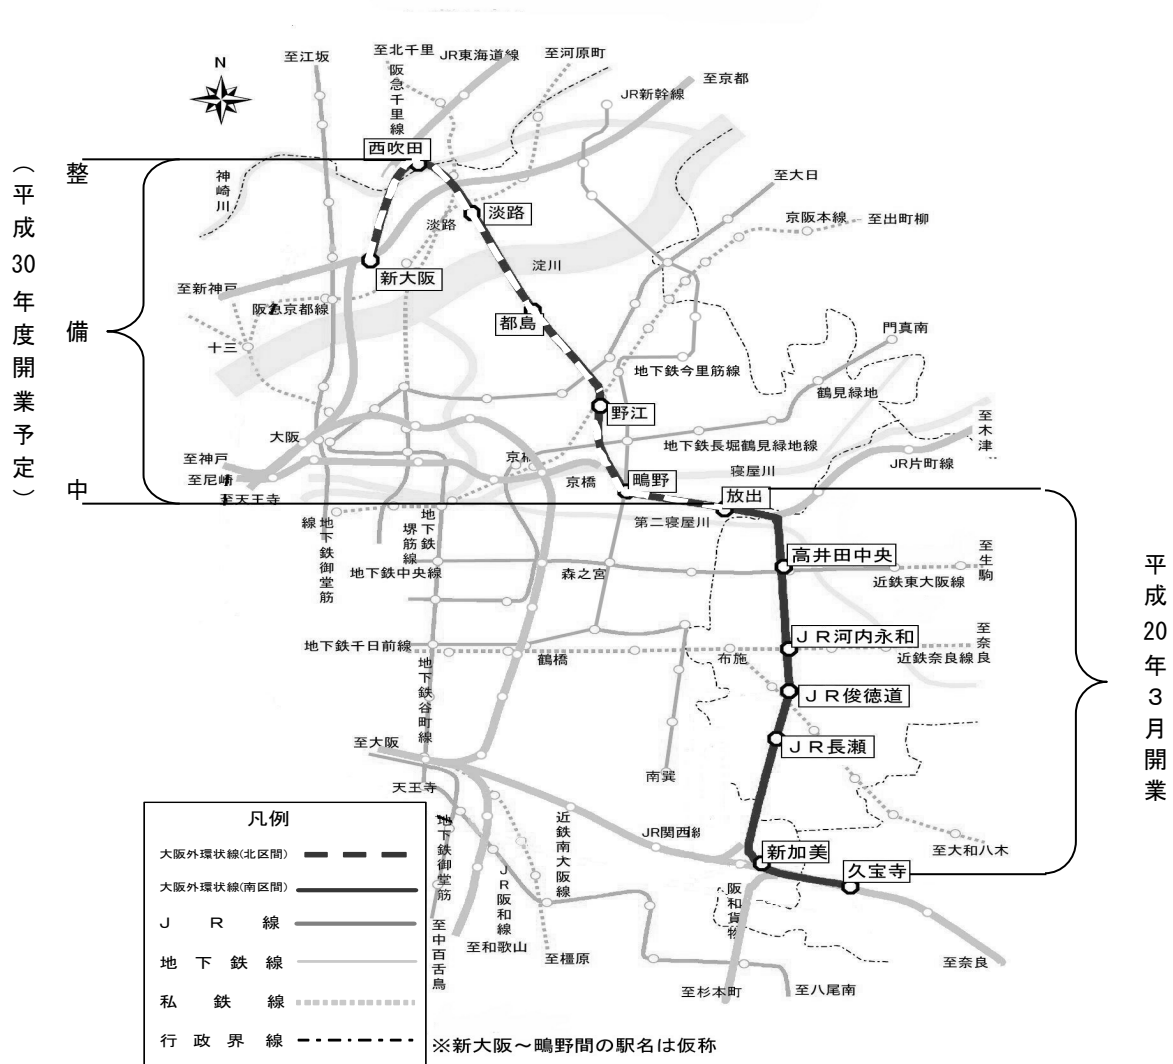 至江坂
至北千里
阪急千里線
JR東海道線
至河原町
至京都
JR新幹線
N
西吹田
神崎川
淡路
淡路
至大日
京阪本線
至出町柳
淀川
新大阪
至新神戸
阪急京都線
都島
十三
門真南
地下鉄今里筋線
鶴見緑地
野江
大阪
地下鉄長堀鶴見緑地線
至木津
京橋
JR片町線
至神戸
至尼崎
京橋
寝屋川
鴫野
放出
至天王寺
地下鉄御堂筋線
地下鉄堺筋線
第二寝屋川
高井田中央
至生駒
地下鉄中央線
森之宮
近鉄東大阪線
JR河内永和
至奈良
地下鉄千日前線
鶴橋
布施
近鉄奈良線
地下鉄谷町線
JR俊徳道
至大阪
JR長瀬
天王寺
南巽
地下鉄御堂筋
JR阪和線
近鉄南大阪線
JR関西線
新加美
至大和八木
久宝寺
阪和貨物
至中百舌鳥
至和歌山
至橿原
至奈良
至杉本町
至八尾南
整備中
(平成30年度開業予定)
平成20年3月開業
凡例
大阪外環状線(北区間)
大阪外環状線(南区間)
JR線
地下鉄線
私鉄線
行政界線
※新大阪～鴫野間の駅名は仮称